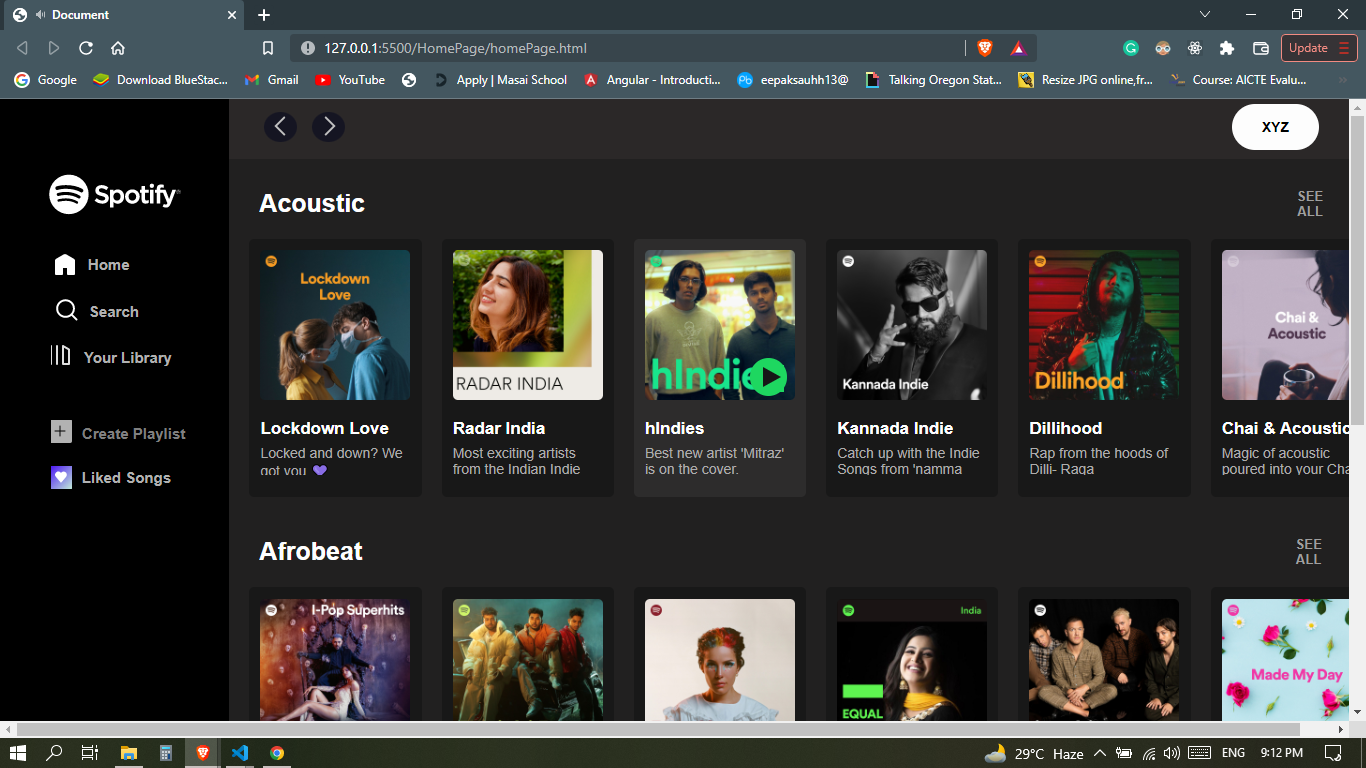 Document
127.0.0.1:5500/HomePage/homePage.html
Update
Google
Download BlueStac...
Gmail
YouTube
Apply | Masai School
Angular - Introducti...
eepaksauhh13@
Talking Oregon Stat...
Resize JPG online,fr...
Course: AICTE Evalu...
XYZ
Spotify
Home
Search
Your Library
Create Playlist
Liked Songs
Acoustic
SEE
ALL
Lockdown
Love
RADAR INDIA
hIndie
Kannada Indie
Dillihood
Chai &
Acoustic
Lockdown Love
Locked and down? We
got you 💜
Radar India
Most exciting artists
from the Indian Indie
hIndies
Best new artist 'Mitraz'
is on the cover.
Kannada Indie
Catch up with the Indie
Songs from 'namma
Dillihood
Rap from the hoods of
Dilli- Raga
Chai & Acoustic
Magic of acoustic
poured into your Cha
Afrobeat
SEE
ALL
I-Pop Superhits
India
EQUAL
Made My Day
29°C Haze
ENG
9:12 PM